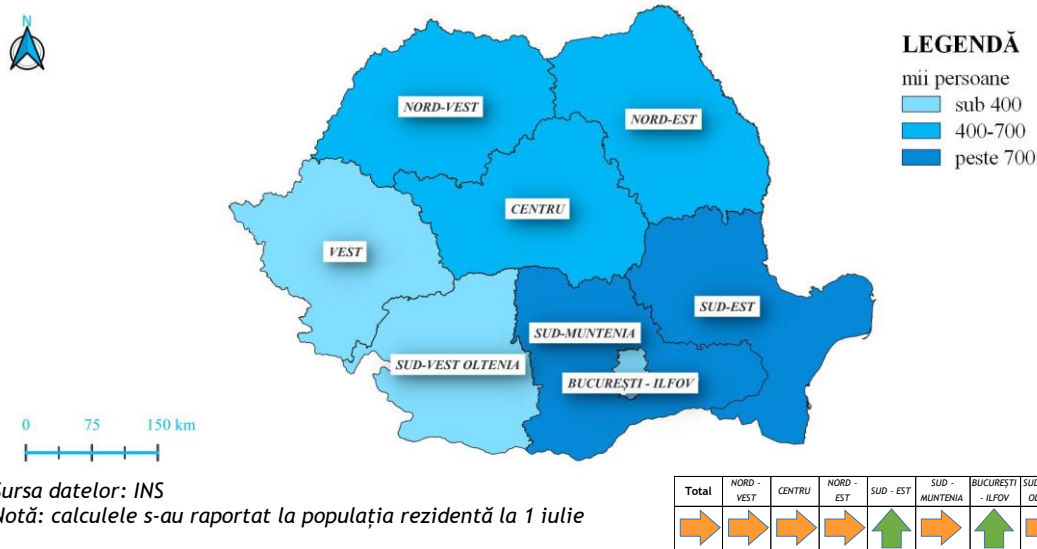 N
LEGENDĂ
mii persoane
sub 400
400-700
peste 700
NORD-VEST
NORD-EST
CENTRU
VEST
SUD-EST
SUD-MUNTENIA
SUD-VEST OLTENIA
BUCUREȘTI - ILFOV
0 75 150 km
Sursa datelor: INS
Notă: calculele s-au raportat la populația rezidentă la 1 iulie
Total NORD - VEST CENTRU NORD - EST SUD - EST SUD - MUNTENIA BUCUREȘTI - ILFOV